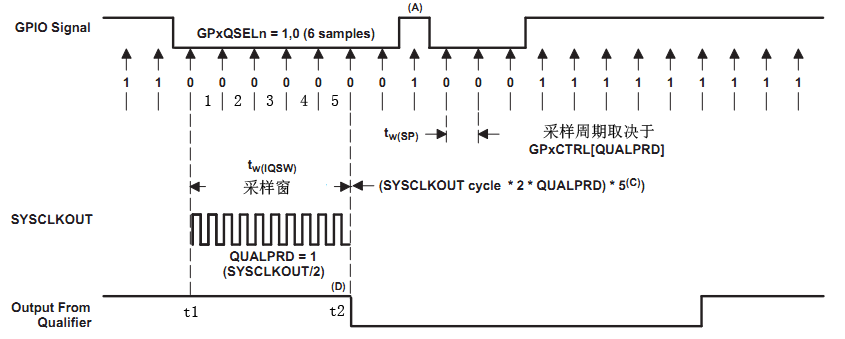 (A)
GPIO Signal
GPxQSELn = 1,0 (6 samples)
1 1 0 0 0 0 0 0 0 1 0 0 0 1 1 1 1 1 1 1 1 1
1 2 3 4 5
tw(SP)
采样周期取决于
GPxCTRL[QUALPRD]
tw(IQSW)
采样窗
(SYSCLKOUT cycle * 2 * QUALPRD) * 5(C))
SYSCLKOUT
QUALPRD = 1
(SYSCLKOUT/2)
(D)
Output From
Qualifier
t1
t2